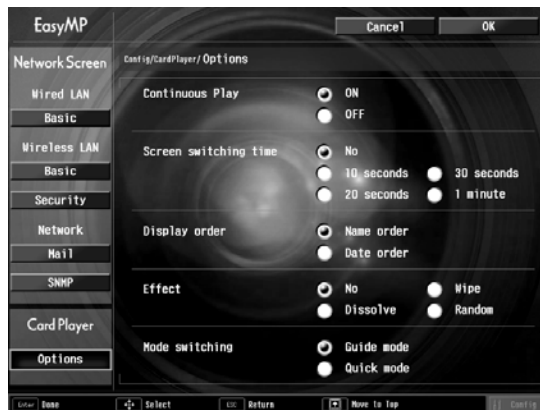 EasyMP
Cancel
OK
Network Screen
Config/CardPlayer/Options
Wired LAN
Basic
Wireless LAN
Basic
Security
Network
Mail
SNMP
Card Player
Options
Continuous Play
ON
OFF
Screen switching time
No
10 seconds
30 seconds
20 seconds
1 minute
Display order
Name order
Date order
Effect
No
Wipe
Dissolve
Random
Mode switching
Guide mode
Quick mode
Enter Done
Select
ESC Return
Move to Top
Config